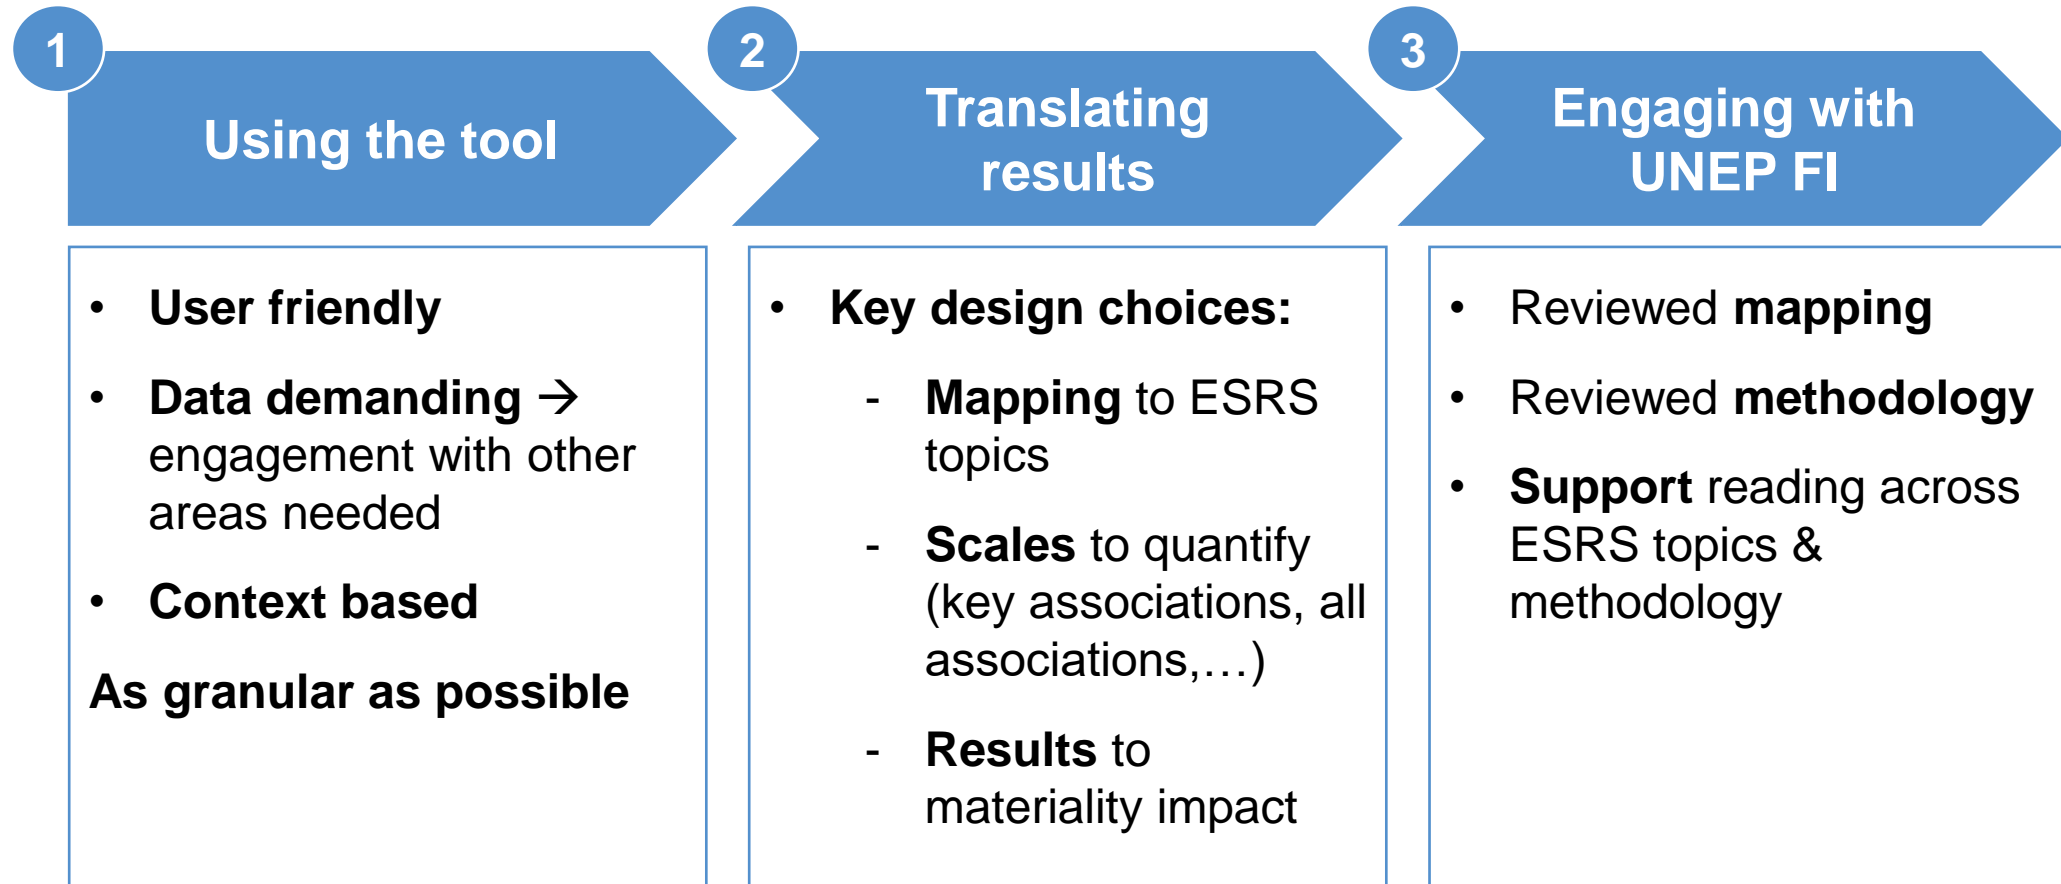 1
Using the tool
• User friendly
• Data demanding →
engagement with other
areas needed
• Context based
As granular as possible
2
Translating
results
• Key design choices:
- Mapping to ESRS
topics
- Scales to quantify
(key associations, all
associations,…)
- Results to
materiality impact
3
Engaging with
UNEP FI
• Reviewed mapping
• Reviewed methodology
• Support reading across
ESRS topics &
methodology